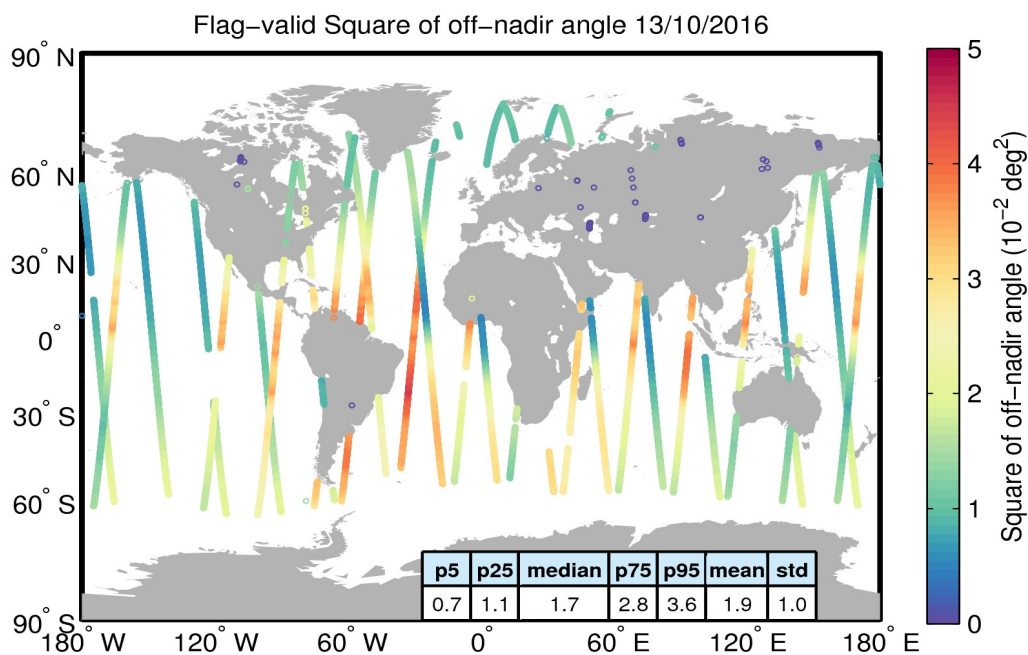 Flag−valid Square of off−nadir angle 13/10/2016
90° N
60° N
30° N
0°
30° S
60° S
90° S
180° W
120° W
60° W
0°
60° E
120° E
180° E
p5 p25 median p75 p95 mean std
0.7 1.1 1.7 2.8 3.6 1.9 1.0
5
4
3
2
1
0
Square of off−nadir angle (10⁻² deg²)